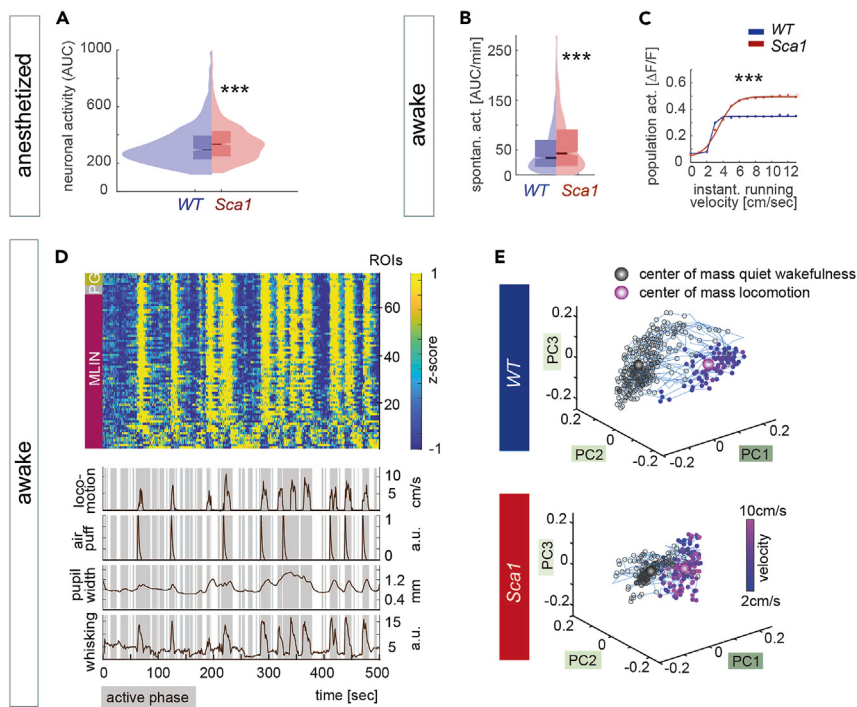 A
anesthetized
neuronal activity (AUC)
1000
600
200
***
WT Sca1
B
awake
spontan. act. [AUC/min]
250
150
50
0
***
WT Sca1
C
WT
Sca1
population act. [ΔF/F]
0.6
0.4
0.2
0
***
0 2 4 6 8 10 12
instant. running
velocity [cm/sec]
awake
D
ROIs
PC
MLIN
60
40
20
1
z-score
-1
loco-
motion
10
5
0
cm/s
air
puff
1
0
a.u.
pupil
width
1.2
0.4
mm
whisking
15
5
a.u.
0 100 200 300 400 500
active phase
time [sec]
E
center of mass quiet wakefulness
center of mass locomotion
WT
PC3
0.2
0
-0.2
0.2
0
-0.2
PC2
-0.2
0
0.2
PC1
Sca1
PC3
0.2
0
-0.2
0.2
0
-0.2
PC2
-0.2
0
0.2
PC1
10cm/s
velocity
2cm/s